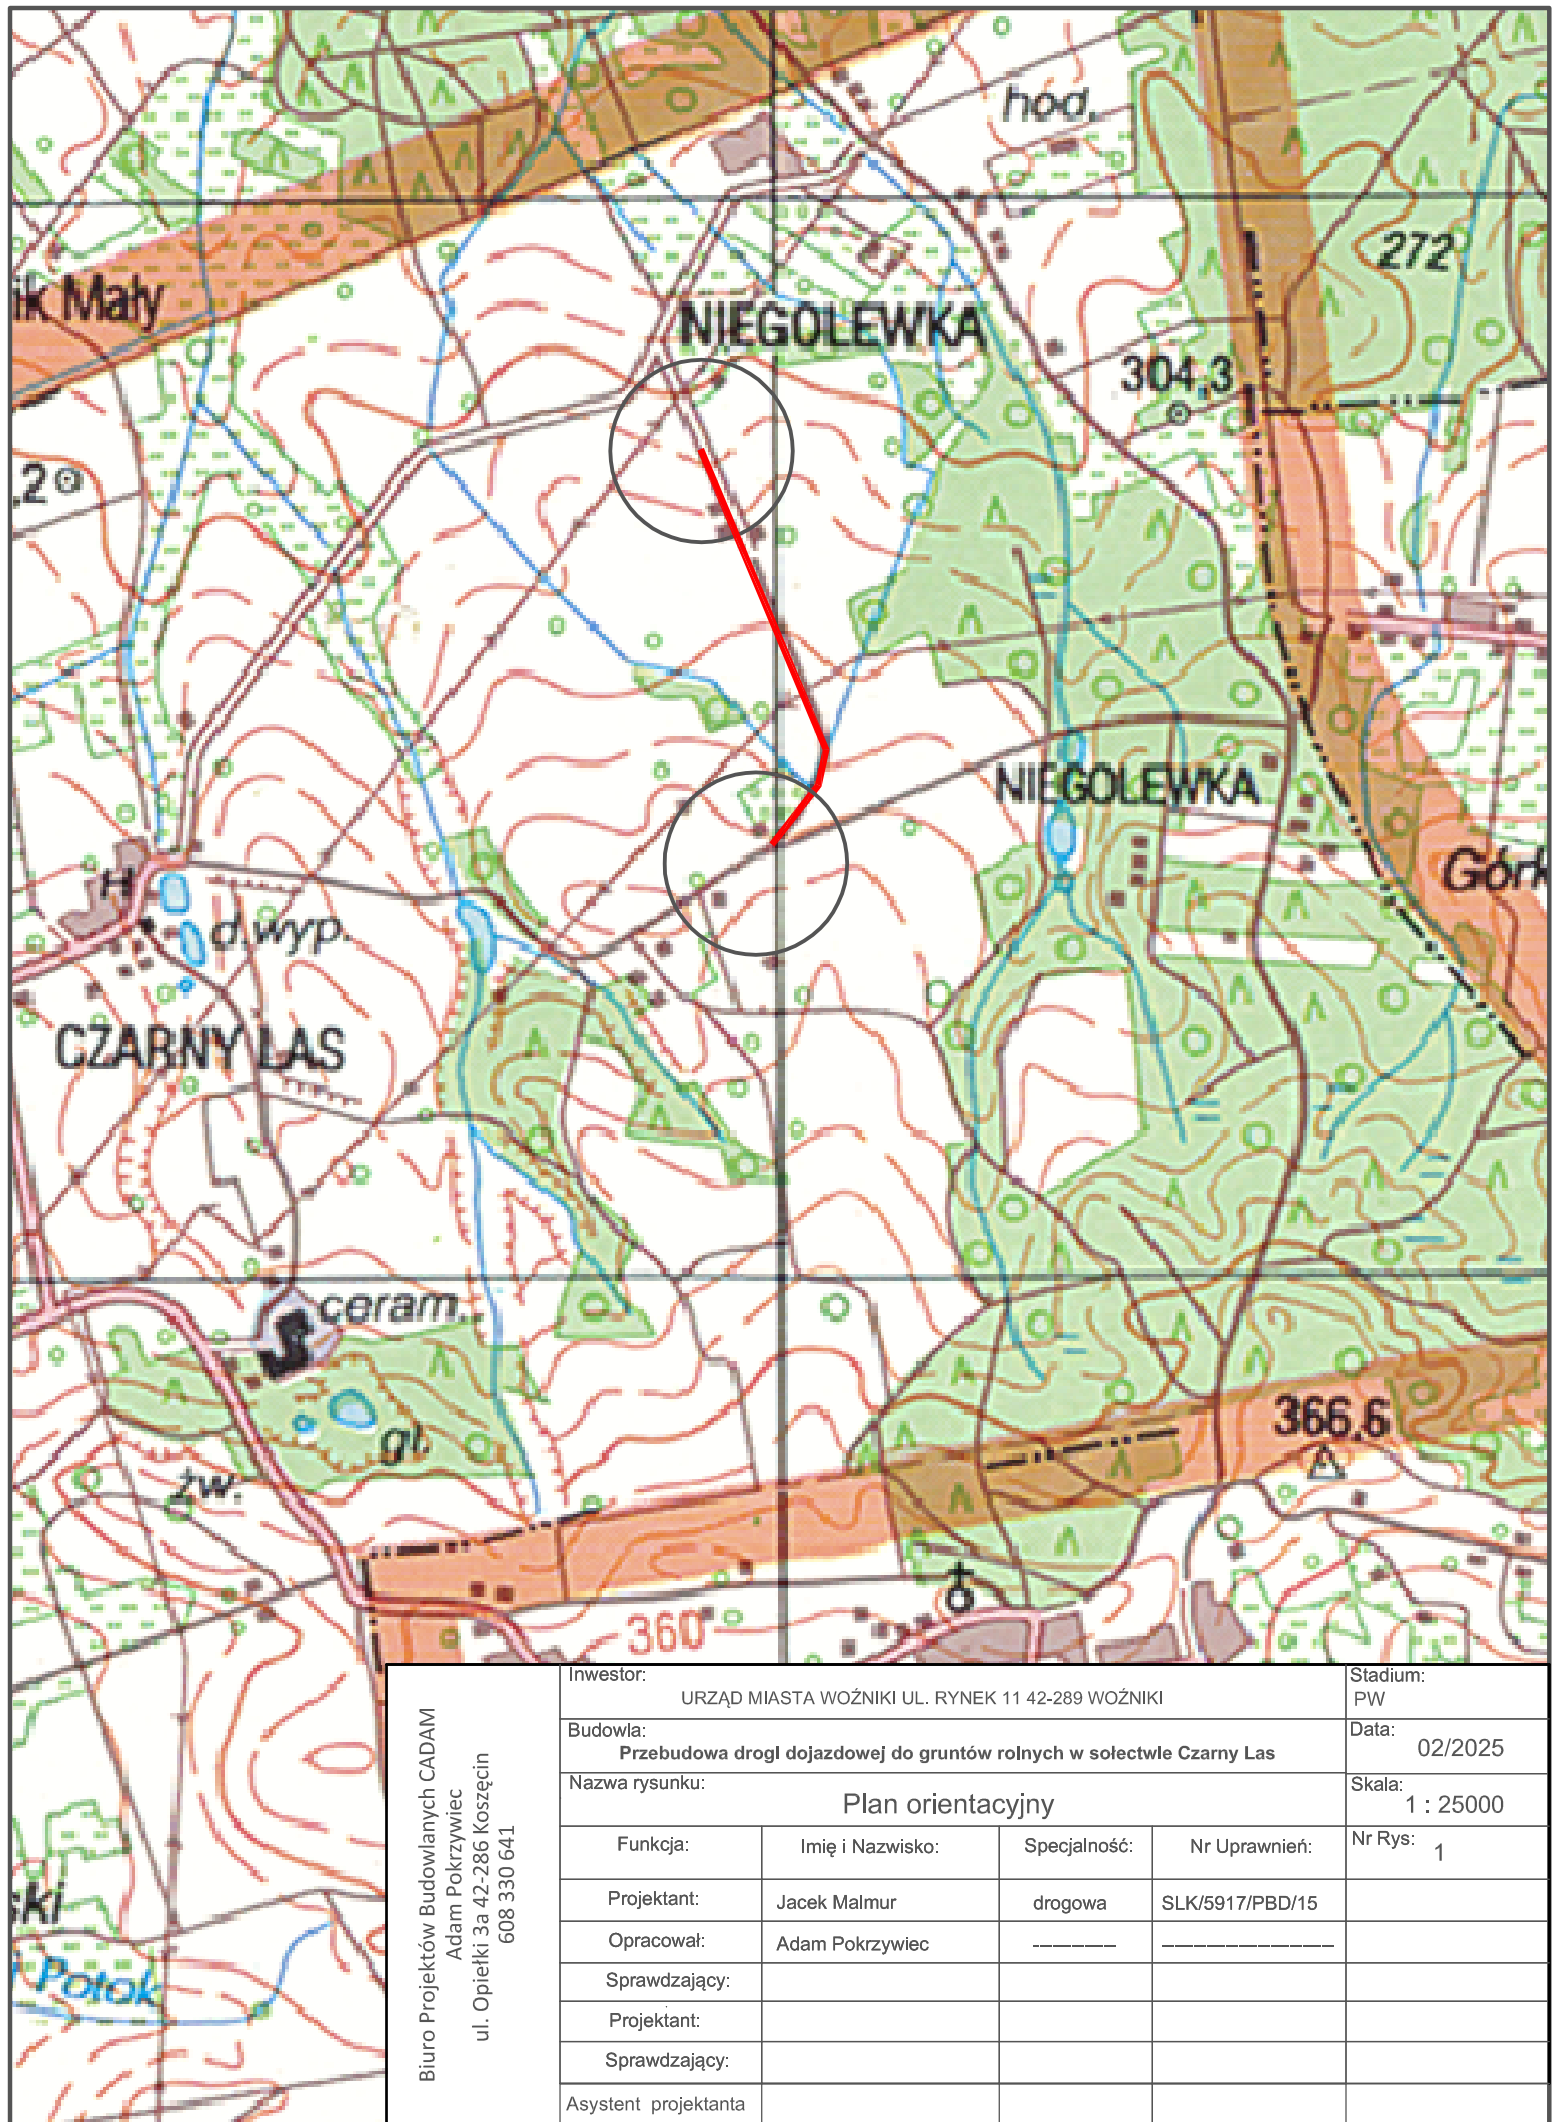 hod.
272
ik Mały
NIEGOLEWKA
304,3
,2
NIEGOLEWKA
Górk
H
d.wyp.
CZARNY LAS
ceram.
366,6
gl.
żw.
360
ski
Potok
Biuro Projektów Budowlanych CADAM
Adam Pokrzywiec
ul. Opiełki 3a 42-286 Koszęcin
608 330 641
Inwestor:
URZĄD MIASTA WOŹNIKI UL. RYNEK 11 42-289 WOŹNIKI
Stadium:
PW
Budowla:
Przebudowa drogi dojazdowej do gruntów rolnych w sołectwie Czarny Las
Data:
02/2025
Nazwa rysunku:
Plan orientacyjny
Skala:
1 : 25000
Funkcja: Imię i Nazwisko: Specjalność: Nr Uprawnień: Nr Rys: 1
Projektant: Jacek Malmur drogowa SLK/5917/PBD/15
Opracował: Adam Pokrzywiec ------- --------------
Sprawdzający:
Projektant:
Sprawdzający:
Asystent projektanta